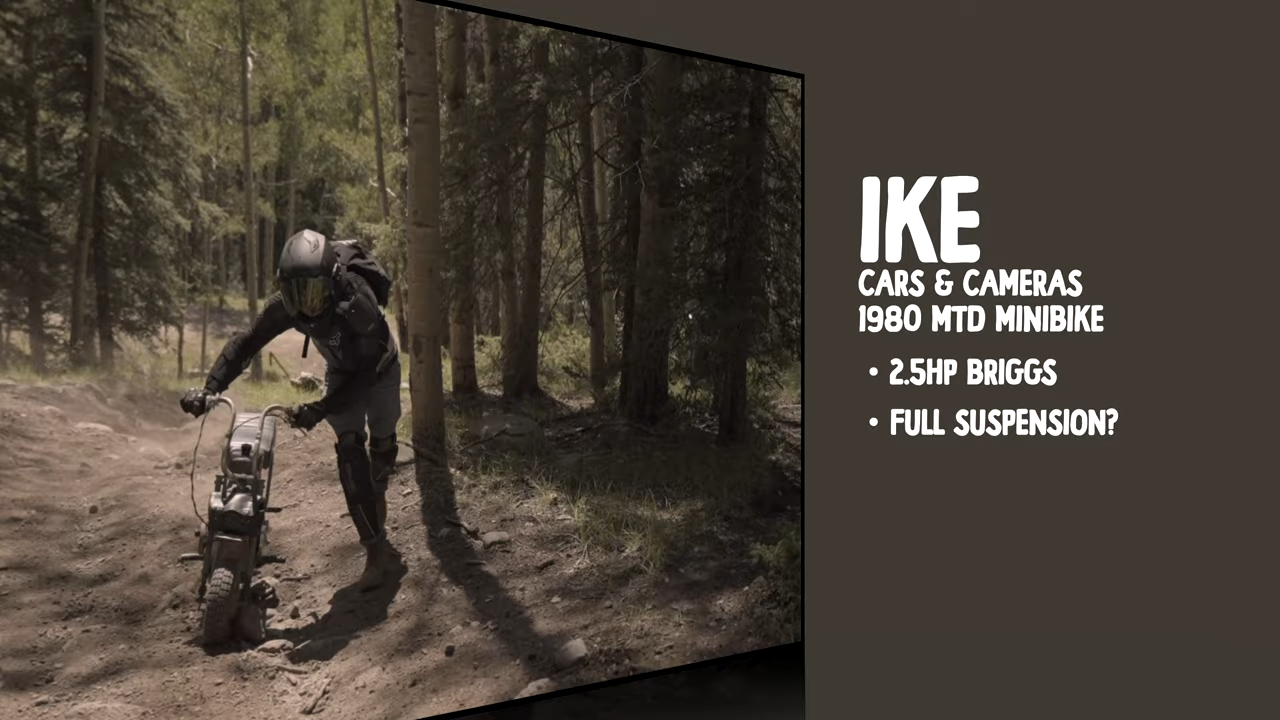 IKE
CARS & CAMERAS
1980 MTD MINIBIKE
• 2.5HP BRIGGS
• FULL SUSPENSION?